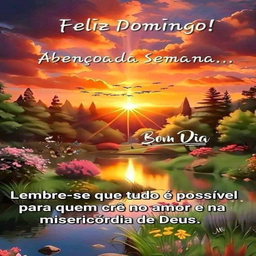 Feliz Domingo!
Abençoada Semana...
Bom Dia
Lembre-se que tudo é possível
para quem crê no amor e na
misericórdia de Deus.